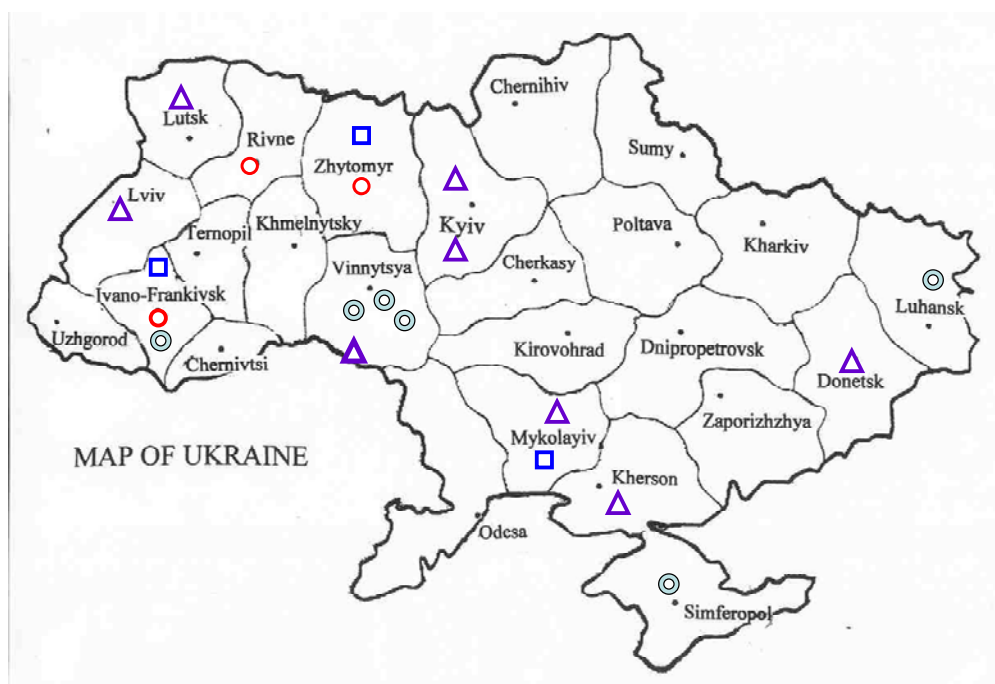 Chernihiv
Lutsk
Rivne
Sumy
Zhytomyr
Lviv
Khmelnytsky
Ternopil
Kyiv
Poltava
Kharkiv
Vinnytsya
Cherkasy
Ivano-Frankivsk
Luhansk
Uzhgorod
Chernivtsi
Kirovohrad
Dnipropetrovsk
Donetsk
Zaporizhzhya
Mykolayiv
MAP OF UKRAINE
Kherson
Odesa
Simferopol